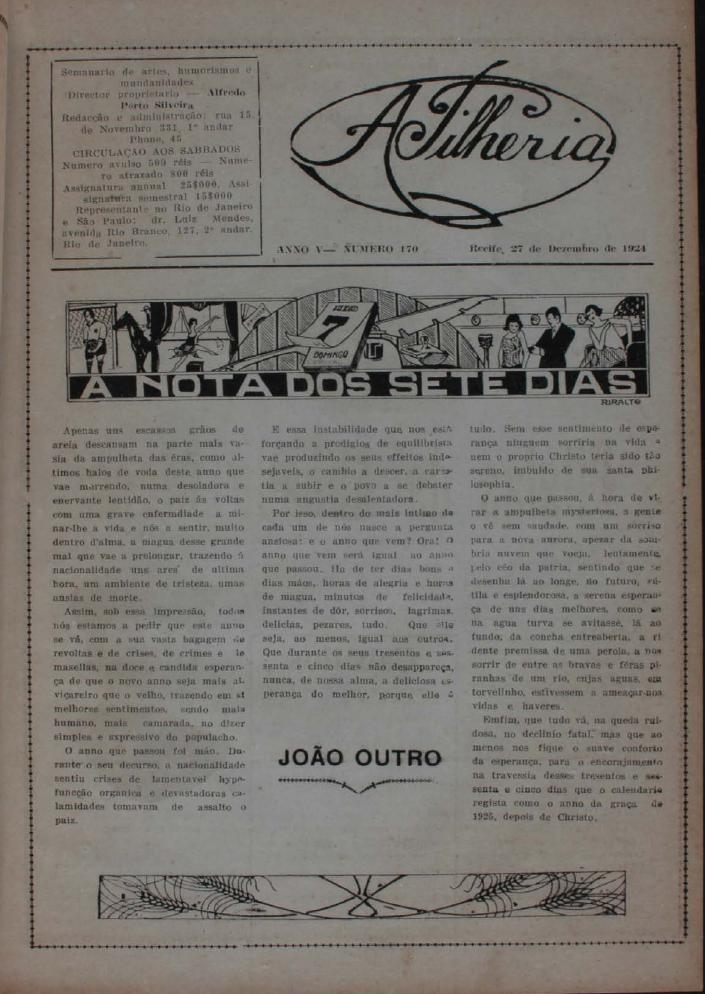 Semanario de artes, humorismos e
mundanidades
Director proprietario — Alfredo
Porto Silveira
Redacção e administração: rua 15
de Novembro 331, 1° andar
Phone, 45
CIRCULAÇÃO AOS SABBADOS
Numero avulso 500 réis — Nume-
ro atrazado 800 réis
Assignatura annual 25$000, Assi-
signatura semestral 15$000
Representante no Rio de Janeiro
e São Paulo: dr. Luiz Mendes,
avenida Rio Branco, 127, 2° andar.
Rio de Janeiro.
A Pilheria
ANNO V— NUMERO 170
Recife, 27 de Dezembro de 1924
7
DOMINGO
A NOTA DOS SETE DIAS
RIRALTO
Apenas uns escassos grãos de
areia descansam na parte mais va-
sia da ampulheta das éras, como ul-
timos halos de voda deste anno que
vae morrendo, numa desoladora e
enervante lentidão, o paiz ás voltas
com uma grave enfermdiade a mi-
nar-lhe a vida e nós a sentir, muito
dentro d'alma, a magua desse grande
mal que vae a prolongar, trazendo á
nacionalidade uns ares de ultima
hora, um ambiente de tristeza, umas
ansias de morte.
Assim, sob essa impressão, todos
nós estamos a pedir que este anno
se vá, com a sua vasta bagagem de
revoltas e de crises, de crimes e de
masellas, na doce e candida esperan-
ça de que o novo anno seja mais al-
viçareiro que o velho, trazendo em si
melhores sentimentos, sendo mais
humano, mais camarada, no dizer
simples e expressivo do populacho.
O anno que passou foi máo. Du-
rante o seu decurso, a nacionalidade
sentiu crises de lamentavel hype-
funcção organica e devastadoras ca-
lamidades tomavam de assalto o
paiz.
E essa instabilidade que nos está
forçando a prodigios de equilibrista
vae produzindo os seus effeitos inde-
sejaveis, o cambio a descer, a cares-
tia a subir e o povo a se debater
numa angustia desalentadora.
Por isso, dentro do mais intimo de
cada um de nós nasce a pergunta
anciosa: e o anno que vem? Ora! O
anno que vem será igual ao anno
que passou. Ha de ter dias bons e
dias máos, horas de alegria e horas
de magua, minutos de felicidade,
instantes de dôr, sorrisos, lagrimas,
delicias, pezares, tudo. Que elle
seja, ao menos, igual aos outros.
Que durante os seus tresentos e ses-
senta e cinco dias não desappareça,
nunca, de nossa alma, a deliciosa es-
perança do melhor, porque elle é
JOÃO OUTRO
tudo. Sem esse sentimento de espe-
rança ninguem sorriria na vida e
nem o proprio Christo teria sido tão
sereno, imbuido de sua santa phi-
losophia.
O anno que passou, á hora de vi-
rar a ampulheta mysteriosa, a gente
o vê sem saudade, com um sorriso
para a nova aurora, apezar da som-
bria nuvem que voeja, lentamente,
pelo céo da patria, sentindo que se
desenha lá ao longe, no futuro, rú-
tila e esplendorosa, a serena esperan-
ça de uns dias melhores, como se
na agua turva se avitasse, lá ao
fundo, da concha entreaberta, a ri
dente premissa de uma perola, a nos
sorrir de entre as bravas e féras pi-
ranhas de um rio, cujas aguas, em
torvelinho, estivessem a ameaçar-nos
vidas e haveres.
Emfim, que tudo vá, na queda rui-
dosa, no declinio fatal, mas que ao
menos nos fique o suave conforto
da esperança, para o encorajamento
na travessia desses tresentos e ses-
senta e cinco dias que o calendario
regista como o anno da graça de
1925, depois de Christo.